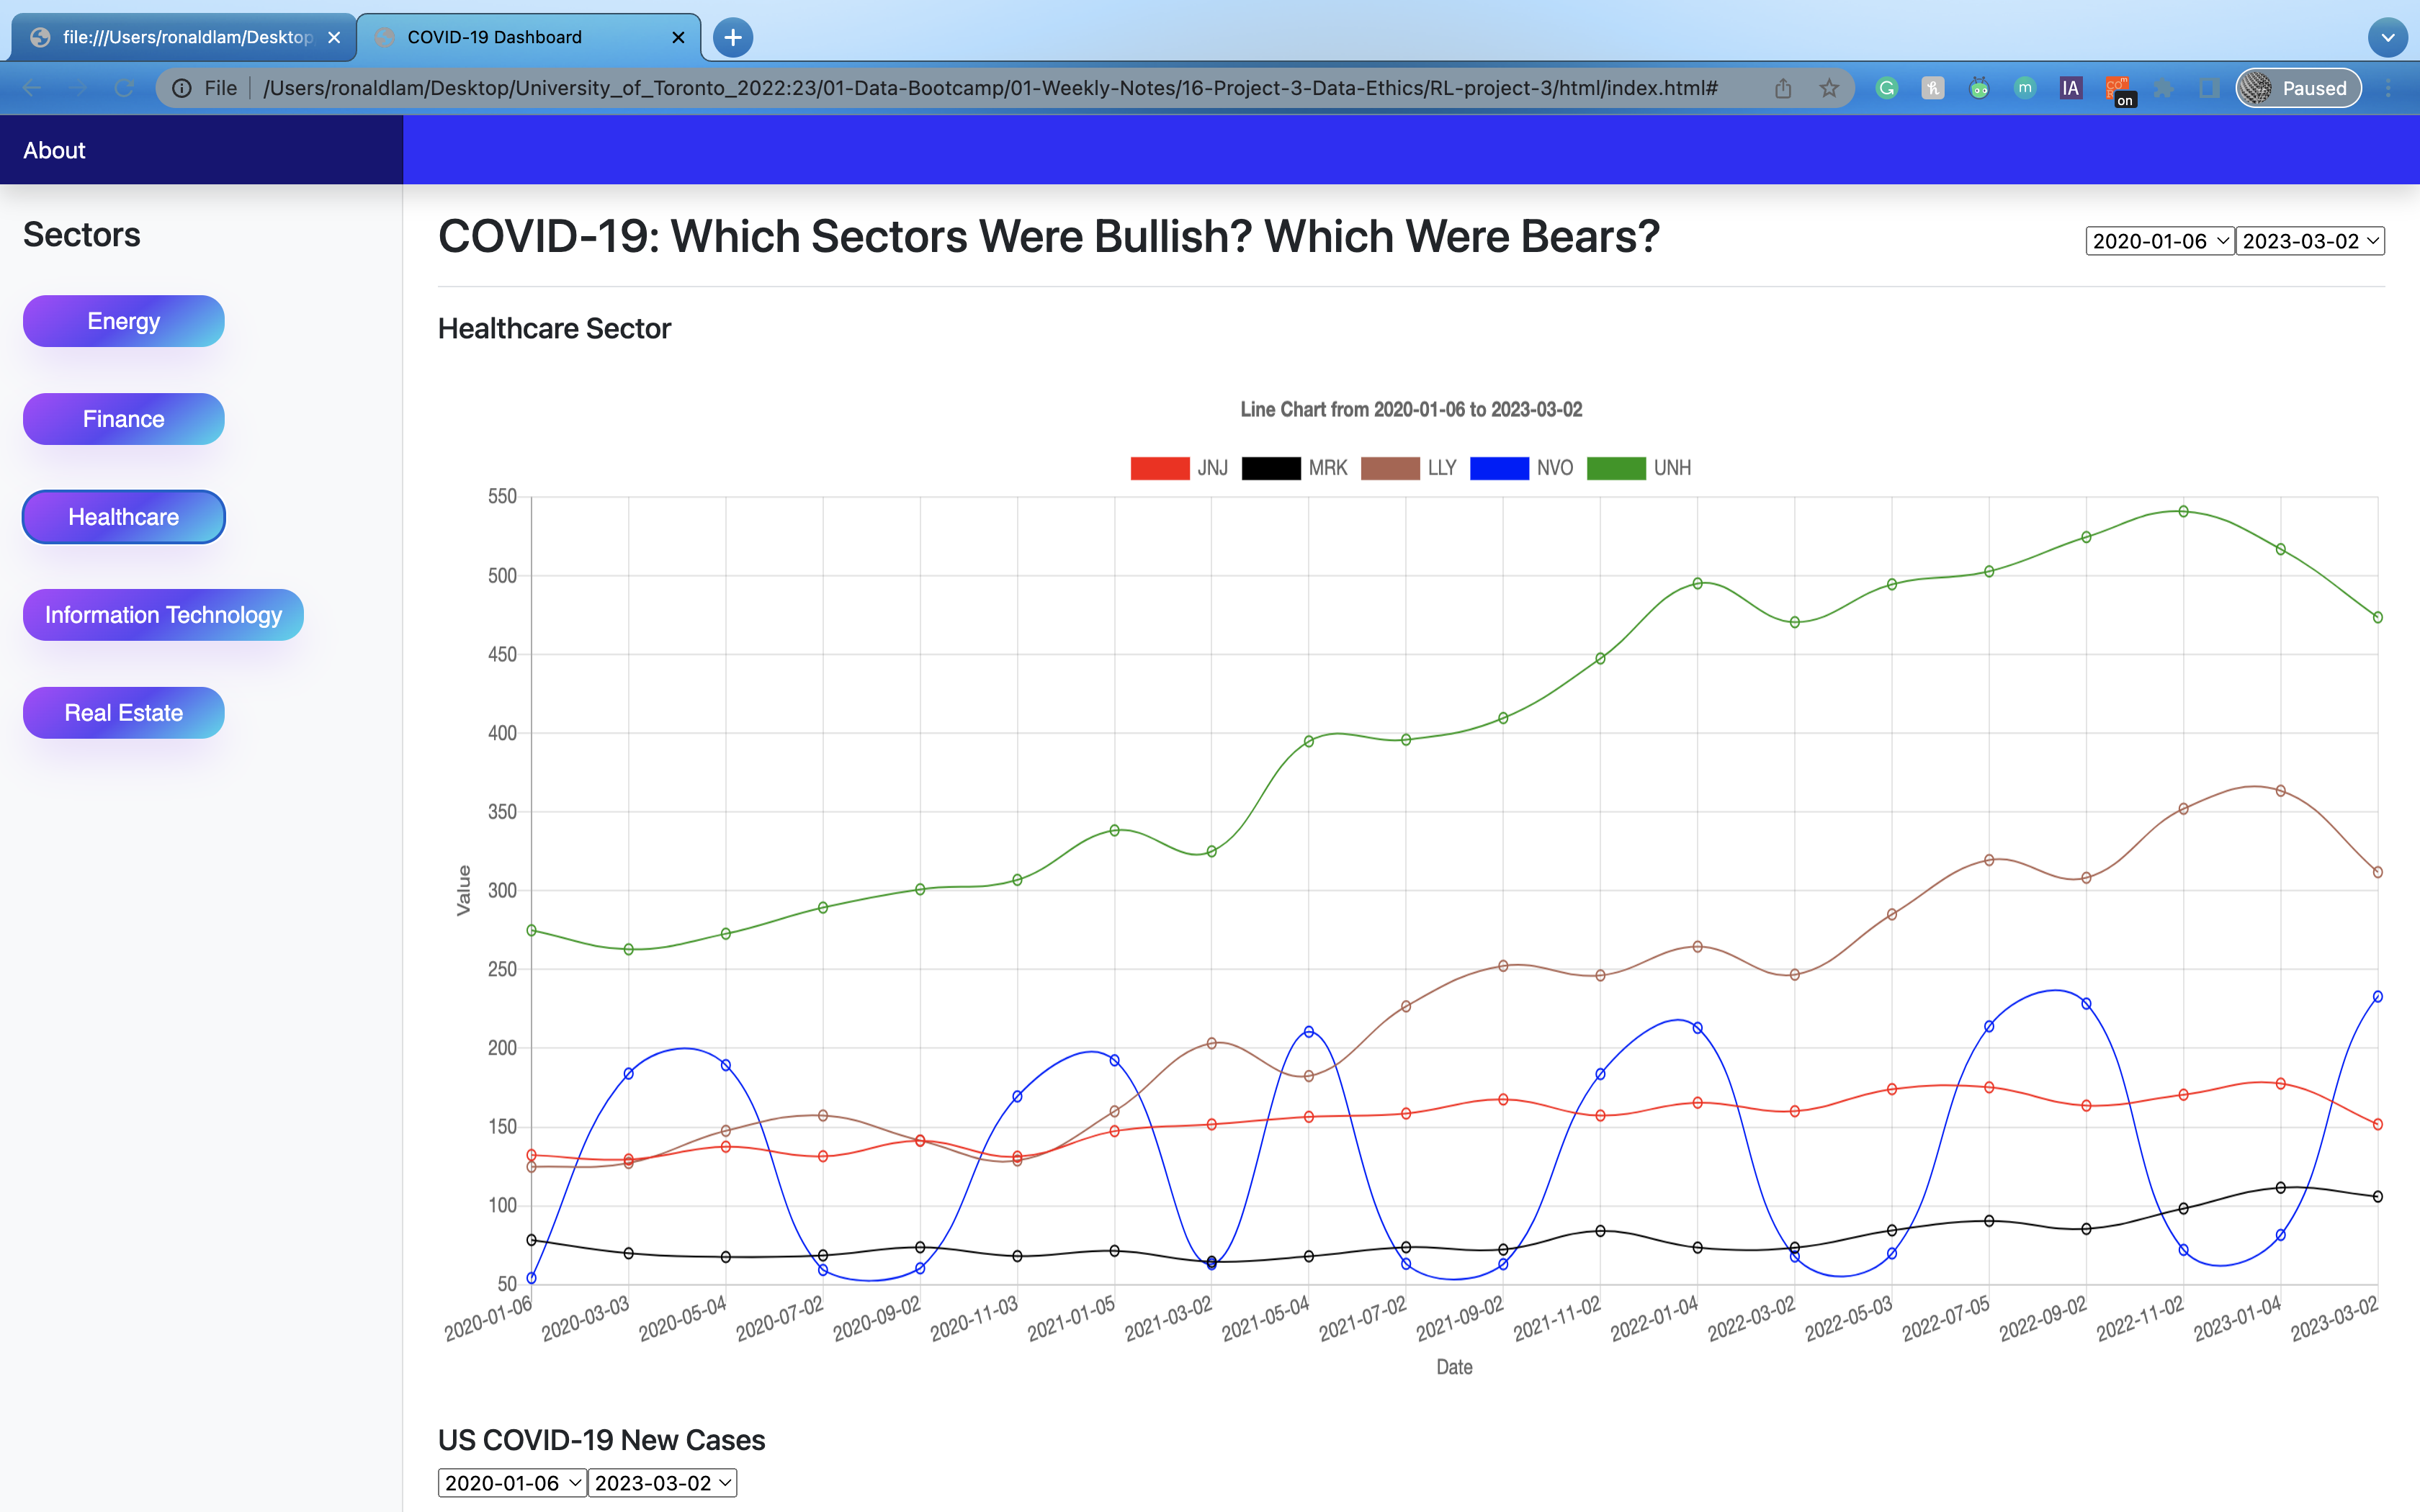 file:///Users/ronaldlam/Desktop
COVID-19 Dashboard
File
/Users/ronaldlam/Desktop/University_of_Toronto_2022:23/01-Data-Bootcamp/01-Weekly-Notes/16-Project-3-Data-Ethics/RL-project-3/html/index.html#
G
m
IA
on
Paused
About
Sectors
Energy
Finance
Healthcare
Information Technology
Real Estate
COVID-19: Which Sectors Were Bullish? Which Were Bears?
2020-01-06 2023-03-02
Healthcare Sector
Line Chart from 2020-01-06 to 2023-03-02
JNJ MRK LLY NVO UNH
Value
550
500
450
400
350
300
250
200
150
100
50
2020-01-06 2020-03-03 2020-05-04 2020-07-02 2020-09-02 2020-11-03 2021-01-05 2021-03-02 2021-05-04 2021-07-02 2021-09-02 2021-11-02 2022-01-04 2022-03-02 2022-05-03 2022-07-05 2022-09-02 2022-11-02 2023-01-04 2023-03-02
Date
US COVID-19 New Cases
2020-01-06 2023-03-02